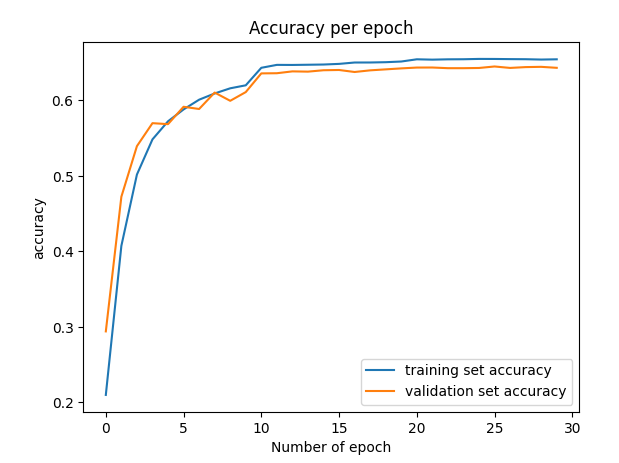 Accuracy per epoch
accuracy
0.6
0.5
0.4
0.3
0.2
training set accuracy
validation set accuracy
0 5 10 15 20 25 30
Number of epoch